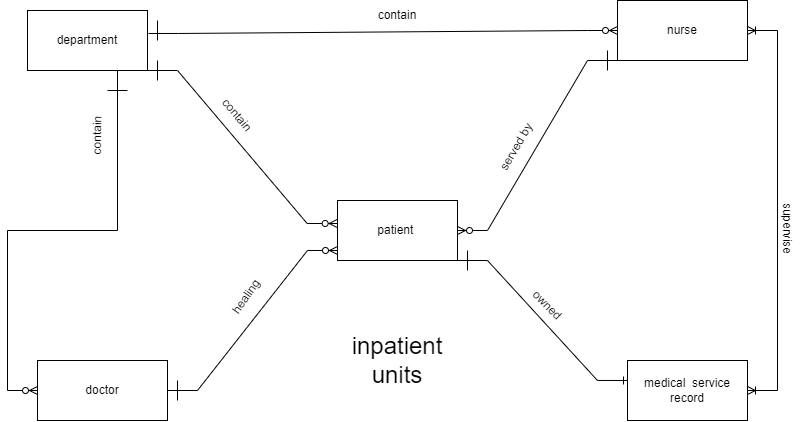 contain
department
nurse
contain
contain
served by
patient
supervise
healing
owned
inpatient
units
doctor
medical service
record